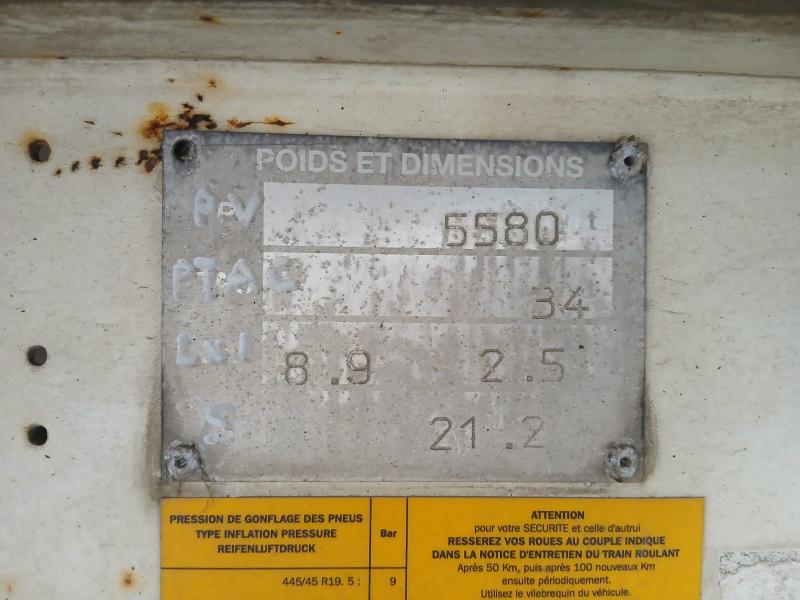 POIDS ET DIMENSIONS
P.V 5580 t
P.T.A.C 34
L x l 8.9 2.5
S 21.2
PRESSION DE GONFLAGE DES PNEUS
TYPE INFLATION PRESSURE
REIFENLUFTDRUCK
Bar
445/45 R19. 5 : 9
ATTENTION
pour votre SECURITE et celle d'autrui
RESSEREZ VOS ROUES AU COUPLE INDIQUE
DANS LA NOTICE D'ENTRETIEN DU TRAIN ROULANT
Après 50 Km, puis après 100 nouveaux Km
ensuite périodiquement.
Utilisez le vilebrequin du véhicule.